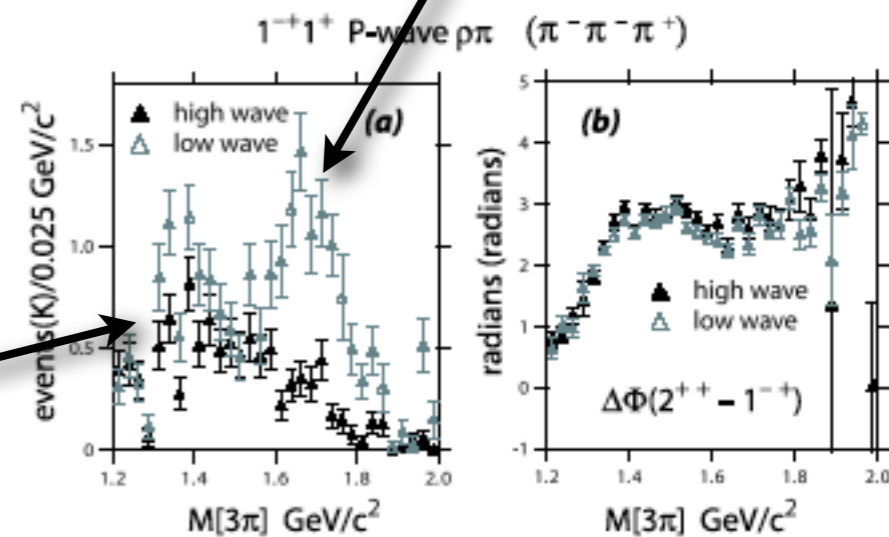 1⁻⁺1⁺ P-wave ρπ (π⁻π⁻π⁺)
events(K)/0.025 GeV/c²
1.5
1.0
0.5
0
high wave
low wave
(a)
1.2 1.4 1.6 1.8 2.0
M[3π] GeV/c²
radians (radians)
5
4
3
2
1
0
-1
(b)
high wave
low wave
ΔΦ(2⁺⁺ – 1⁻⁺)
1.2 1.4 1.6 1.8 2.0
M[3π] GeV/c²